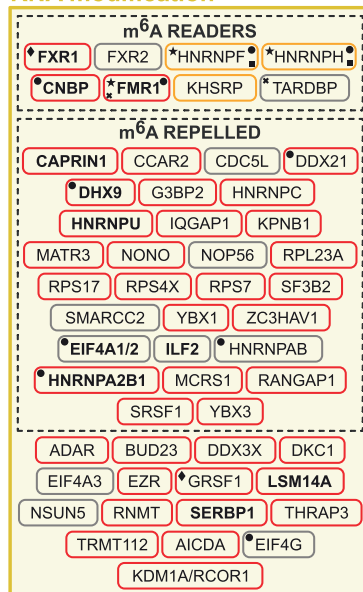 m⁶A READERS
♦FXR1 FXR2 ★HNRNPF●■ ★HNRNPH●■
●CNBP ★✖FMR1● KHSRP ✖TARDBP
m⁶A REPELLED
CAPRIN1 CCAR2 CDC5L ●DDX21
●DHX9 G3BP2 HNRNPC
HNRNPU IQGAP1 KPNB1
MATR3 NONO NOP56 RPL23A
RPS17 RPS4X RPS7 SF3B2
SMARCC2 YBX1 ZC3HAV1
●EIF4A1/2 ILF2 ●HNRNPAB
●HNRNPA2B1 MCRS1 RANGAP1
SRSF1 YBX3
ADAR BUD23 DDX3X DKC1
EIF4A3 EZR ♦GRSF1 LSM14A
NSUN5 RNMT SERBP1 THRAP3
TRMT112 AICDA ●EIF4G
KDM1A/RCOR1